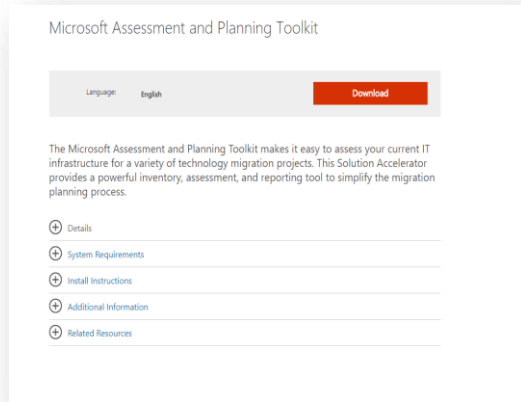 Microsoft Assessment and Planning Toolkit
Language: English Download
The Microsoft Assessment and Planning Toolkit makes it easy to assess your current IT
infrastructure for a variety of technology migration projects. This Solution Accelerator
provides a powerful inventory, assessment, and reporting tool to simplify the migration
planning process.
Details
System Requirements
Install Instructions
Additional Information
Related Resources